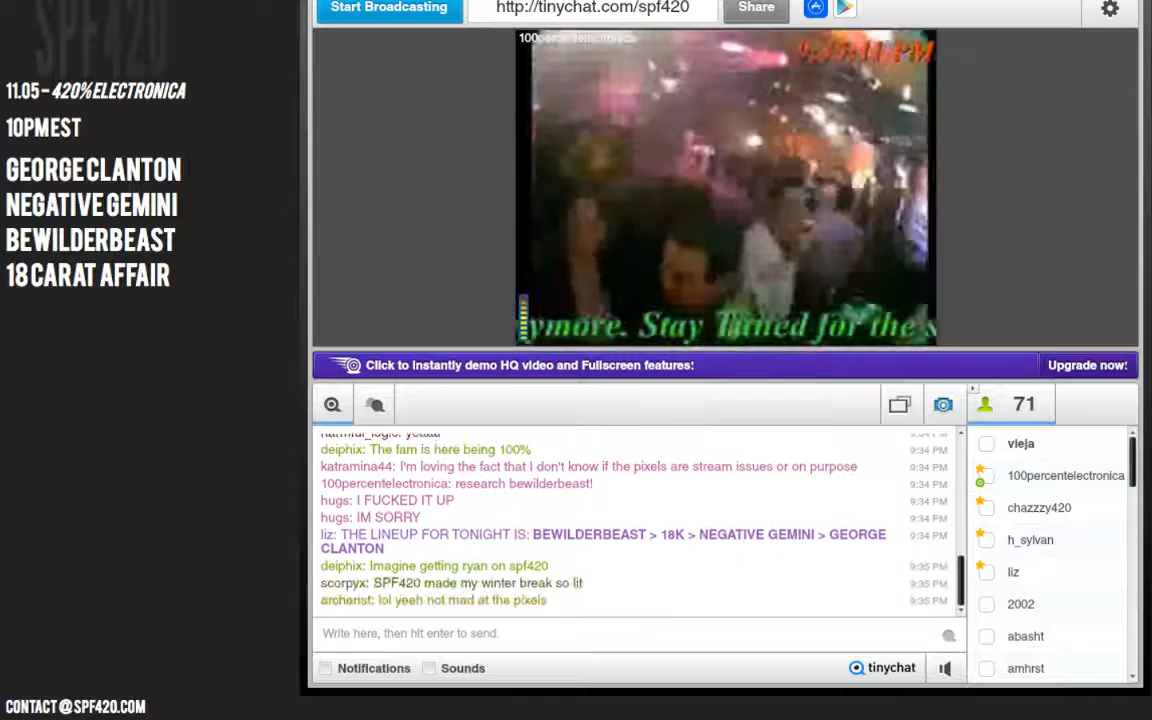 SPF420
11.05 - 420%ELECTRONICA
10PM EST
GEORGE CLANTON
NEGATIVE GEMINI
BEWILDERBEAST
18 CARAT AFFAIR
CONTACT@SPF420.COM
Start Broadcasting
http://tinychat.com/spf420
Share
100percentelectronica
PM
ymore. Stay Tuned for the s
Click to instantly demo HQ video and Fullscreen features!
Upgrade now!
71
9:34 PM
deiphix: The fam is here being 100% 9:34 PM
katramina44: I'm loving the fact that I don't know if the pixels are stream issues or on purpose 9:34 PM
100percentelectronica: research bewilderbeast! 9:34 PM
hugs: I FUCKED IT UP 9:34 PM
hugs: IM SORRY 9:34 PM
liz: THE LINEUP FOR TONIGHT IS: BEWILDERBEAST > 18K > NEGATIVE GEMINI > GEORGE 9:34 PM
CLANTON
deiphix: Imagine getting ryan on spf420 9:35 PM
scorpyx: SPF420 made my winter break so lit 9:35 PM
lol yeah not mad at the pixels 9:35 PM
Write here, then hit enter to send.
Notifications
Sounds
tinychat
vieja
100percentelectronica
chazzzy420
h_sylvan
liz
2002
abasht
amhrst